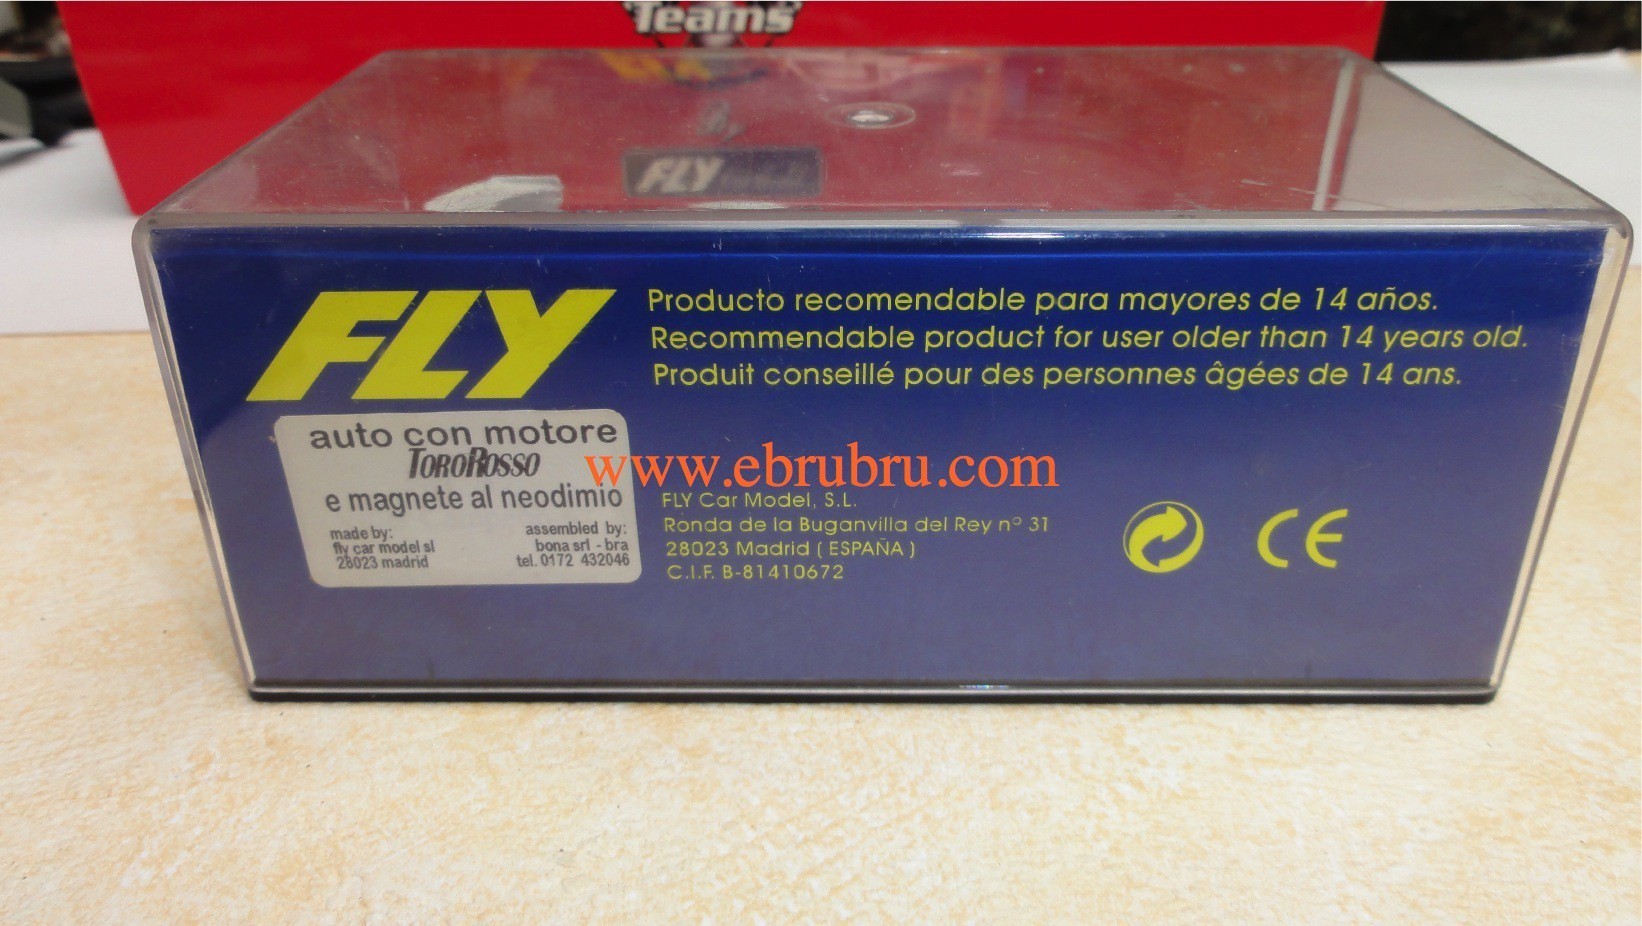 Teams
FLY
FLY
Producto recomendable para mayores de 14 años.
Recommendable product for user older than 14 years old.
Produit conseillé pour des personnes âgées de 14 ans.
auto con motore
TOROROSSO
e magnete al neodimio
made by:
fly car model sl
28023 madrid
assembled by:
bona srl - bra
tel. 0172 432046
www.ebrubru.com
FLY Car Model, S.L.
Ronda de la Buganvilla del Rey nº 31
28023 Madrid ( ESPAÑA )
C.I.F. B-81410672
CE